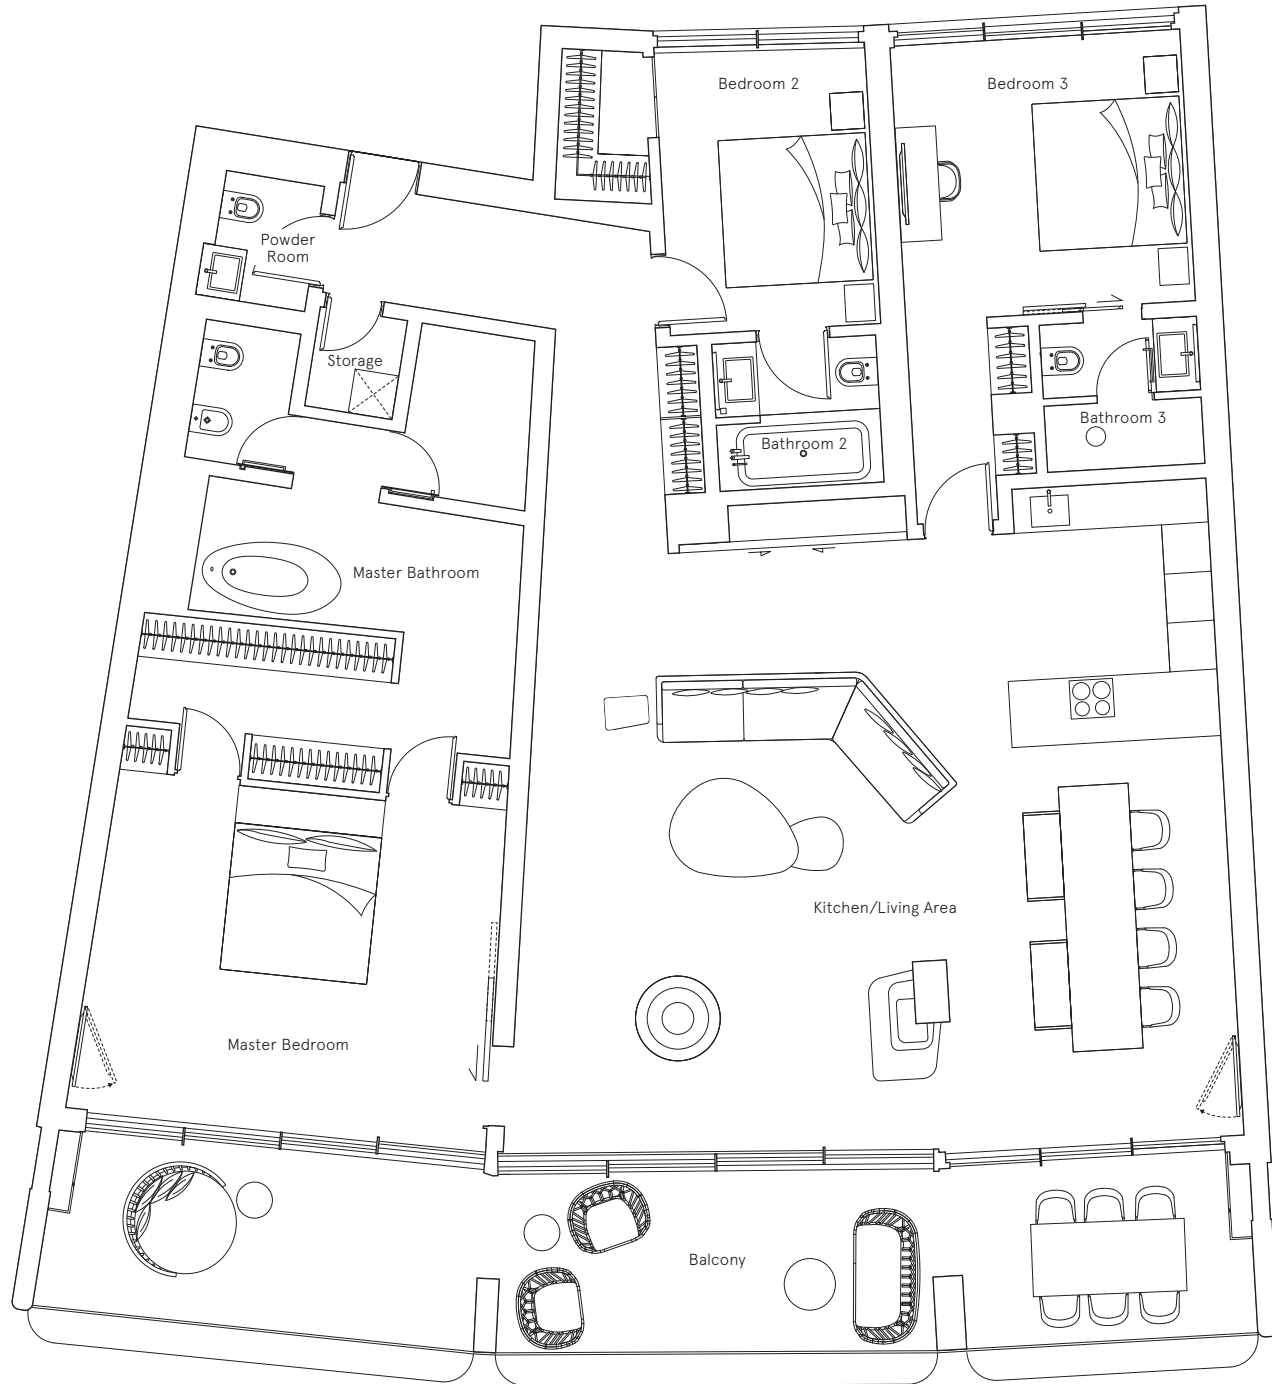 Bedroom 2
Bedroom 3
Powder
Room
Storage
Bathroom 2
Bathroom 3
Master Bathroom
Kitchen/Living Area
Master Bedroom
Balcony